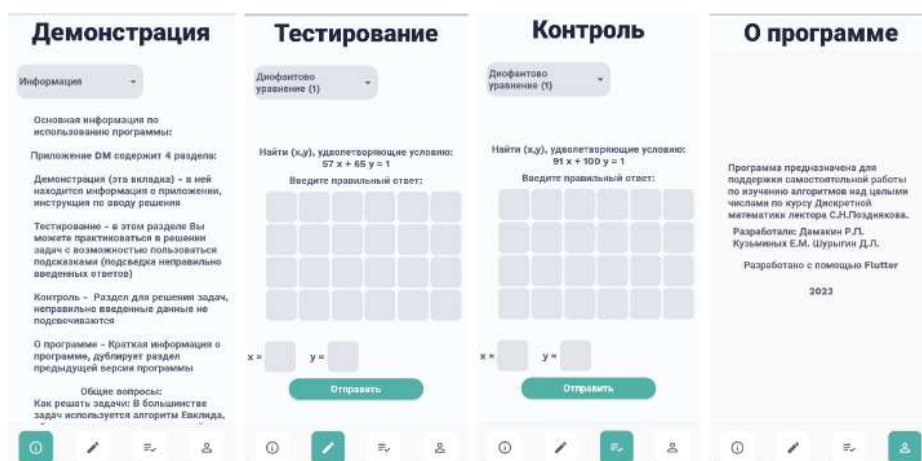 Демонстрация
Информация
Основная информация по
использованию программы:
Приложение DM содержит 4 раздела:
Демонстрация (эта вкладка) – в ней
находится информация о приложении,
инструкция по вводу решения
Тестирование – в этом разделе Вы
можете практиковаться в решении
задач с возможностью пользоваться
подсказками (подсведка неправильно
введенных ответов)
Контроль – Раздел для решения задач,
неправильно введенные данные не
подсвечиваются
О программе – Краткая информация о
программе, дублирует раздел
предыдущей версии программы
Общие вопросы:
Как решать задачи: В большинстве
задач используется алгоритм Евклида,
Тестирование
Диофантово
уравнение (1)
Найти (x,y), удволетворяющие условию:
57 x + 65 y = 1
Введите правильный ответ:
x =
y =
Отправить
Контроль
Диофантово
уравнение (1)
Найти (x,y), удволетворяющие условию:
91 x + 100 y = 1
Введите правильный ответ:
x =
y =
Отправить
О программе
Программа предназначена для
поддержки самостоятельной работы
по изучению алгоритмов над целыми
числами по курсу Дискретной
математики лектора С.Н.Позднякова.
Разработали: Дамакин Р.П.
Кузьминых Е.М. Шурыгин Д.Л.
Разработано с помощью Flutter
2023